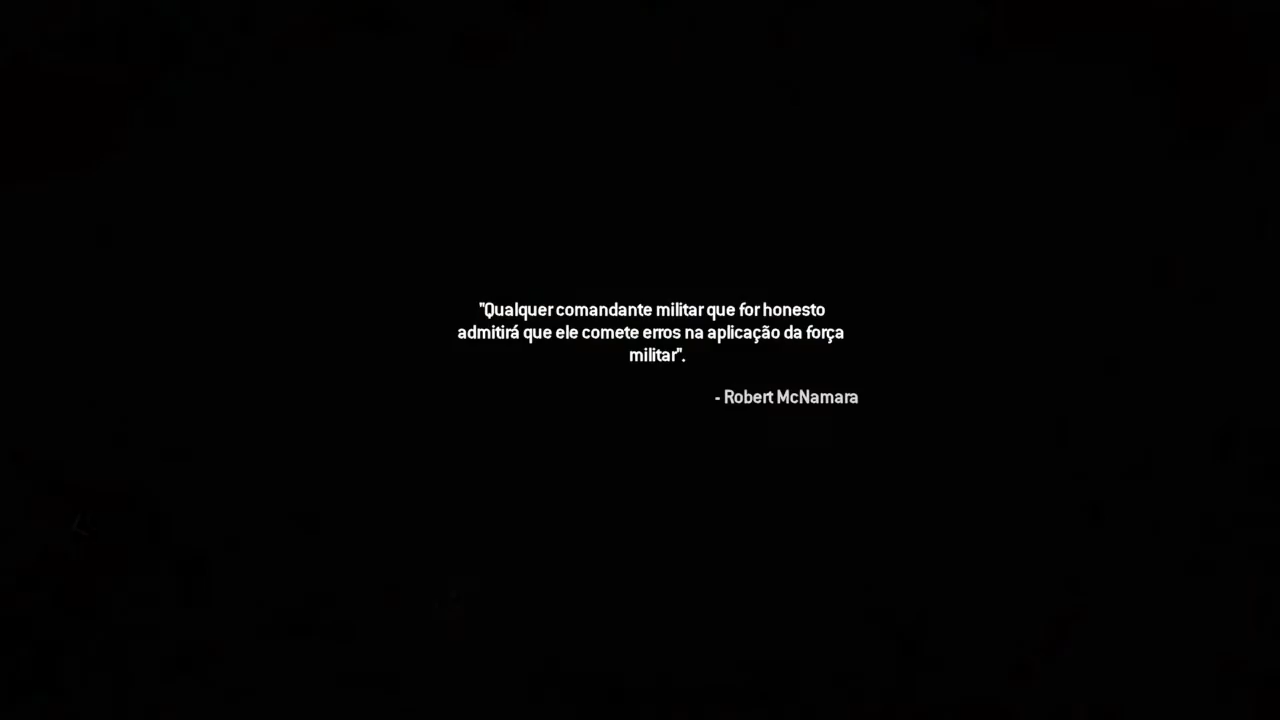 "Qualquer comandante militar que for honesto
admitirá que ele comete erros na aplicação da força
militar".
- Robert McNamara